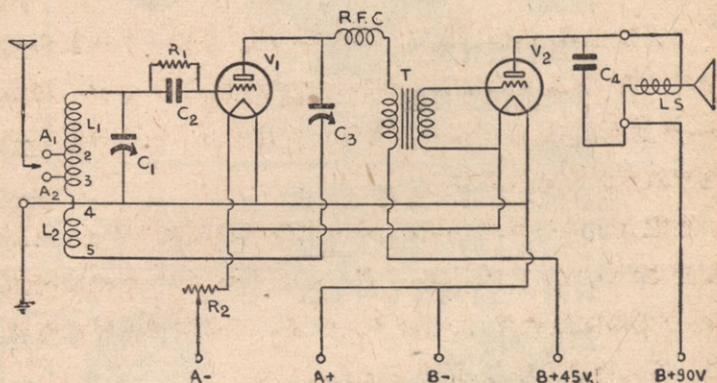 R.F.C
R1
V1
T
V2
C4
LS
C2
L1
A1
2
C1
C3
3
A2
4
L2
5
R2
A-
A+
B-
B+45V.
B+90V